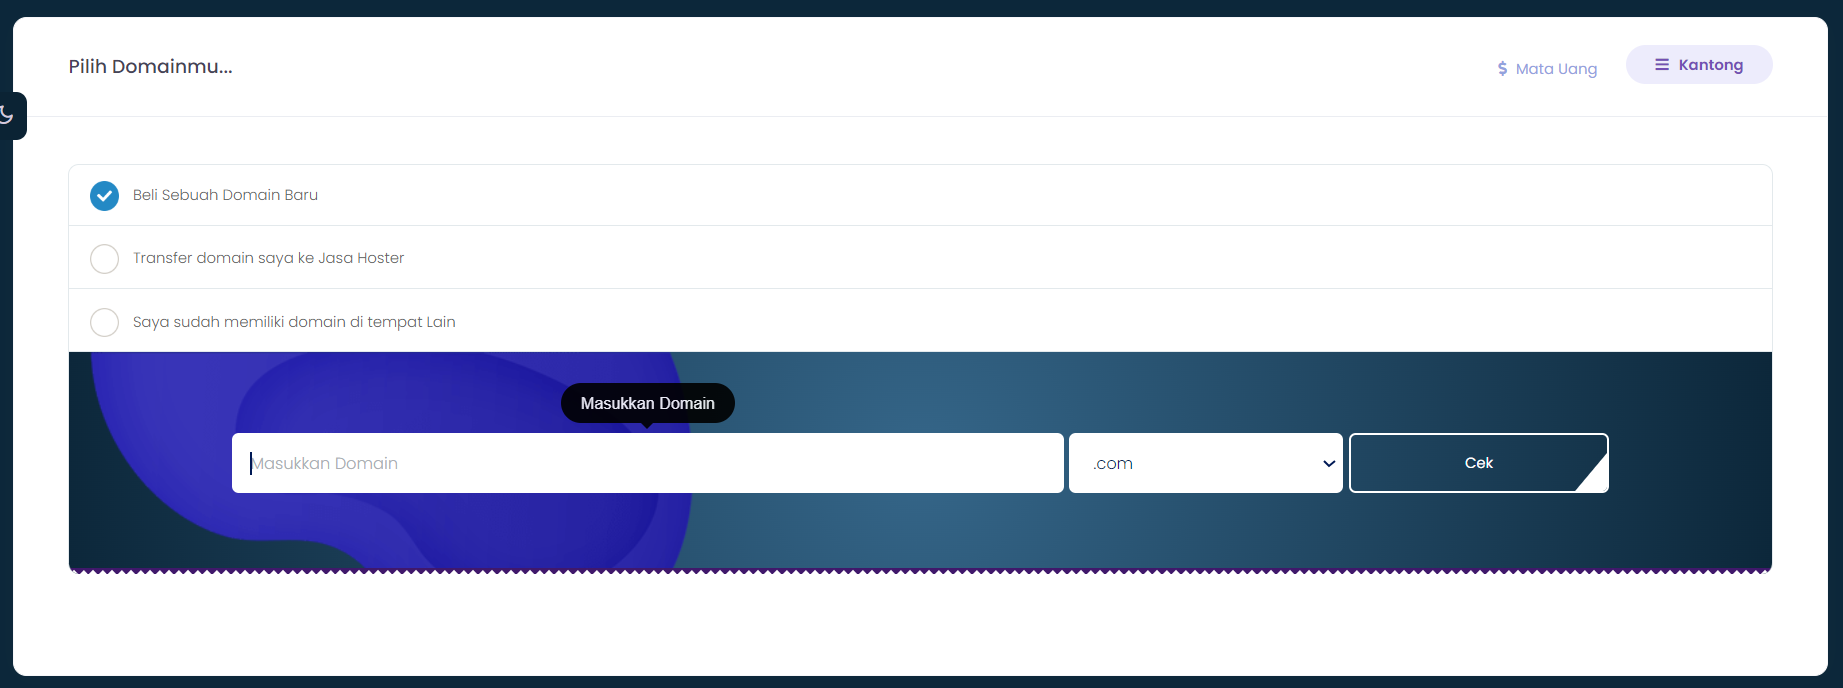 Pilih Domainmu...
$ Mata Uang
Kantong
Beli Sebuah Domain Baru
Transfer domain saya ke Jasa Hoster
Saya sudah memiliki domain di tempat Lain
Masukkan Domain
Masukkan Domain
.com
Cek